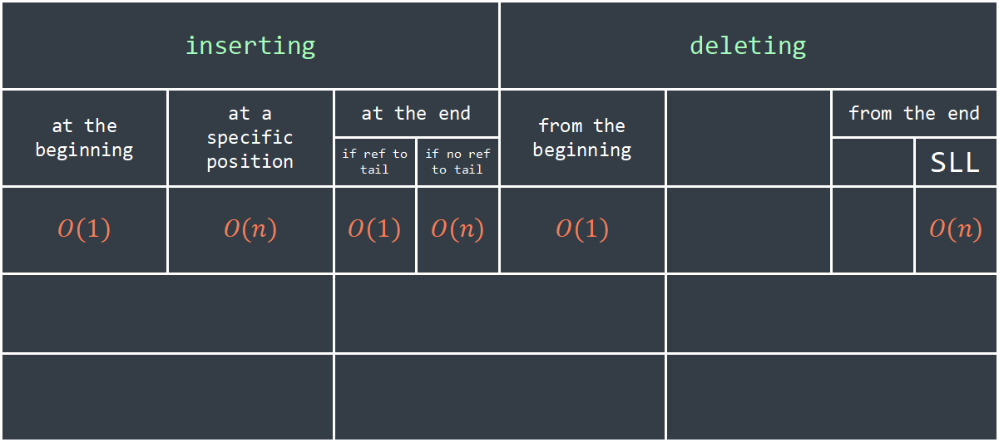 inserting
deleting
at the
beginning
at a
specific
position
at the end
if ref to
tail
if no ref
to tail
from the
beginning
from the end
SLL
O(1)
O(n)
O(1)
O(n)
O(1)
O(n)